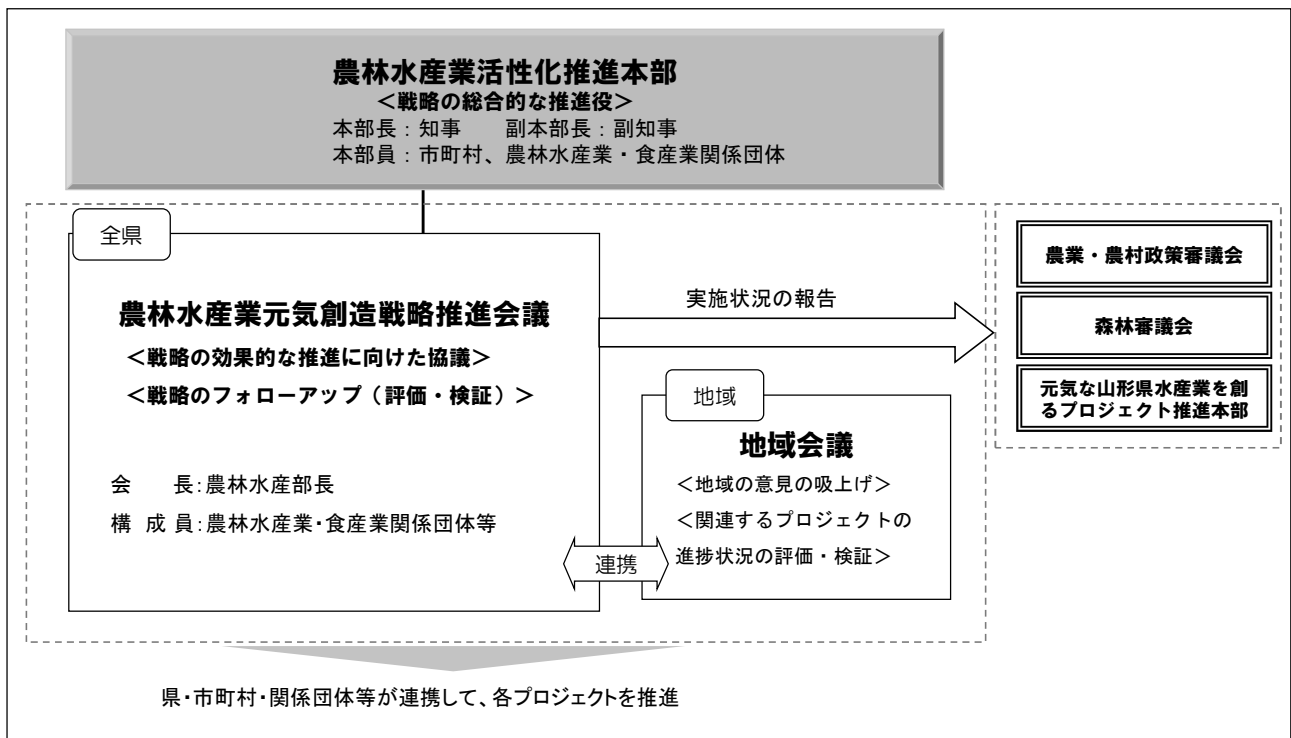 農林水産業活性化推進本部
＜戦略の総合的な推進役＞
本部長：知事　　副本部長：副知事
本部員：市町村、農林水産業・食産業関係団体
全県
農林水産業元気創造戦略推進会議
＜戦略の効果的な推進に向けた協議＞
＜戦略のフォローアップ（評価・検証）＞
会　　長：農林水産部長
構 成 員：農林水産業・食産業関係団体等
実施状況の報告
地域
地域会議
＜地域の意見の吸上げ＞
＜関連するプロジェクトの
進捗状況の評価・検証＞
連携
農業・農村政策審議会
森林審議会
元気な山形県水産業を創
るプロジェクト推進本部
県・市町村・関係団体等が連携して、各プロジェクトを推進